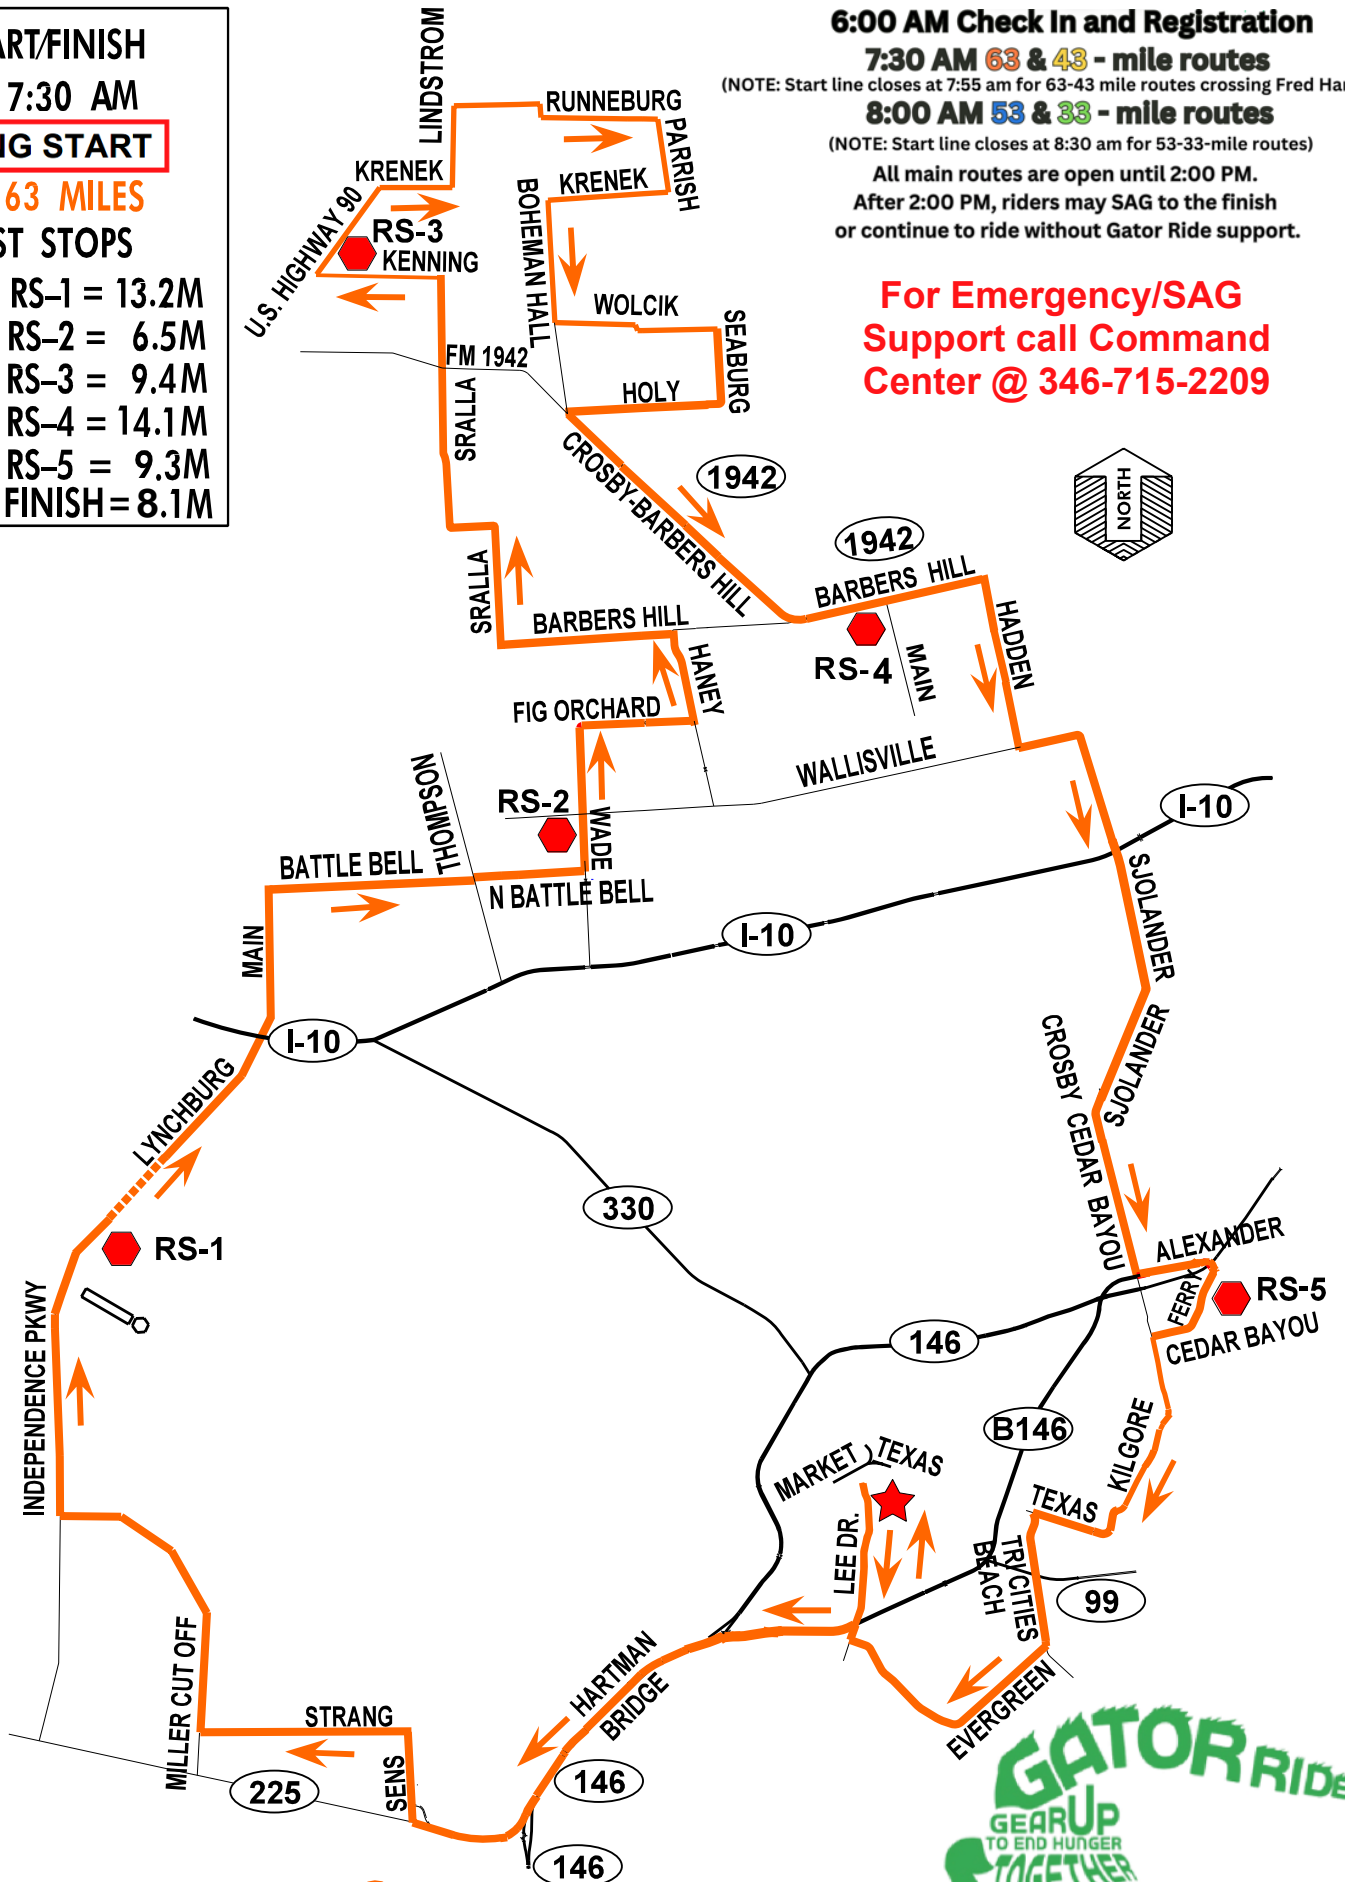 ART/FINISH
7:30 AM
NG START
63 MILES
ST STOPS
RS–1 = 13.2M
RS–2 = 6.5M
RS–3 = 9.4M
RS–4 = 14.1M
RS–5 = 9.3M
FINISH = 8.1M
6:00 AM Check In and Registration
7:30 AM 63 & 43 - mile routes
(NOTE: Start line closes at 7:55 am for 63-43 mile routes crossing Fred Har
8:00 AM 53 & 33 - mile routes
(NOTE: Start line closes at 8:30 am for 53-33-mile routes)
All main routes are open until 2:00 PM.
After 2:00 PM, riders may SAG to the finish
or continue to ride without Gator Ride support.
For Emergency/SAG
Support call Command
Center @ 346-715-2209
NORTH
LINDSTROM
RUNNEBURG
PARRISH
KRENEK
KRENEK
U.S. HIGHWAY 90
RS-3
KENNING
BOHEMAN HALL
WOLCIK
SEABURG
HOLY
FM 1942
SRALLA
CROSBY-BARBERS HILL
1942
1942
BARBERS HILL
RS-4
MAIN
HADDEN
SRALLA
BARBERS HILL
HANEY
FIG ORCHARD
WALLISVILLE
THOMPSON
RS-2
WADE
BATTLE BELL
N BATTLE BELL
MAIN
I-10
I-10
I-10
SJOLANDER
SJOLANDER
CROSBY CEDAR BAYOU
LYNCHBURG
RS-1
INDEPENDENCE PKWY
330
ALEXANDER
FERRY
RS-5
CEDAR BAYOU
146
B146
KILGORE
MARKET
TEXAS
TEXAS
LEE DR.
TRI/CITIES
BEACH
99
EVERGREEN
HARTMAN
BRIDGE
MILLER CUT OFF
STRANG
SENS
225
146
146
GATOR RIDE
GEAR UP
TO END HUNGER
TOGETHER